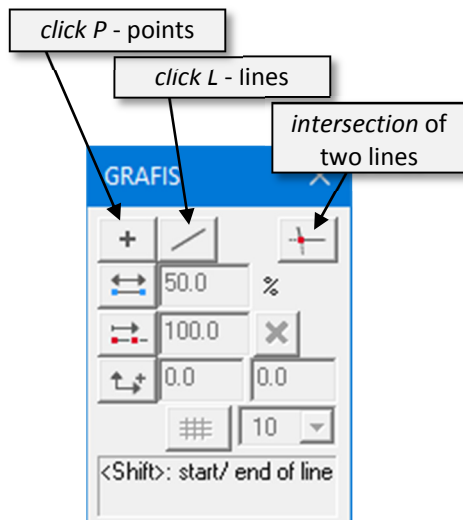 click P - points
click L - lines
intersection of
two lines
GRAFIS
50.0 %
100.0
0.0 0.0
10
<Shift>: start/ end of line